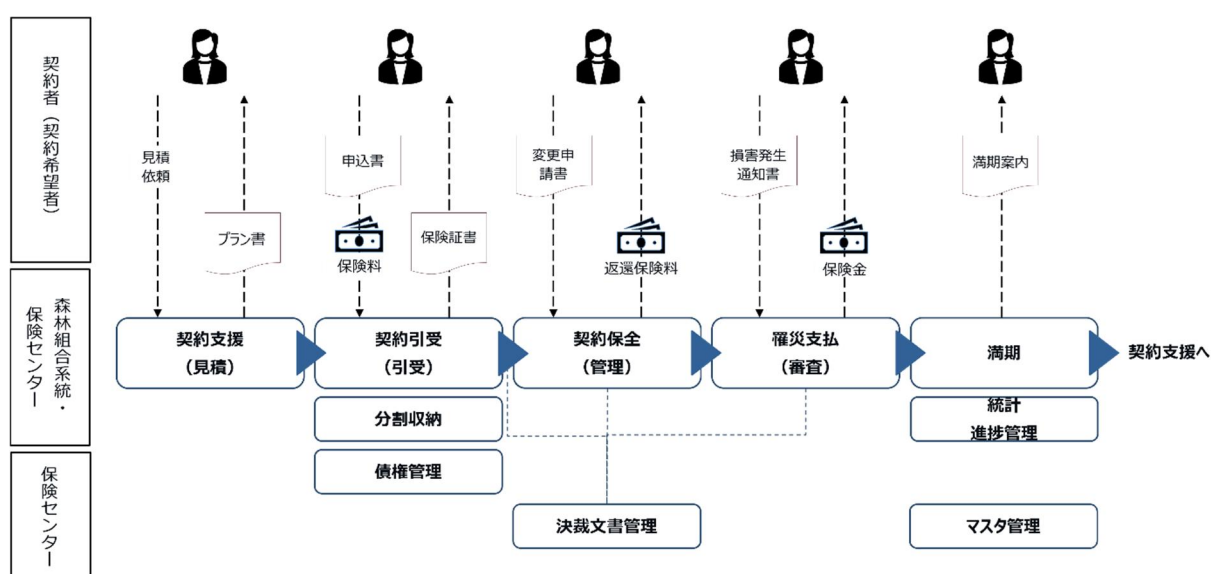 契約者（契約希望者）
見積
依頼
プラン書
申込書
保険料
保険証書
変更申
請書
返還保険料
損害発生
通知書
保険金
満期案内
森林組合系統・
保険センター
契約支援
（見積）
契約引受
（引受）
契約保全
（管理）
罹災支払
（審査）
満期
契約支援へ
分割収納
債権管理
統計
進捗管理
保険センター
決裁文書管理
マスタ管理